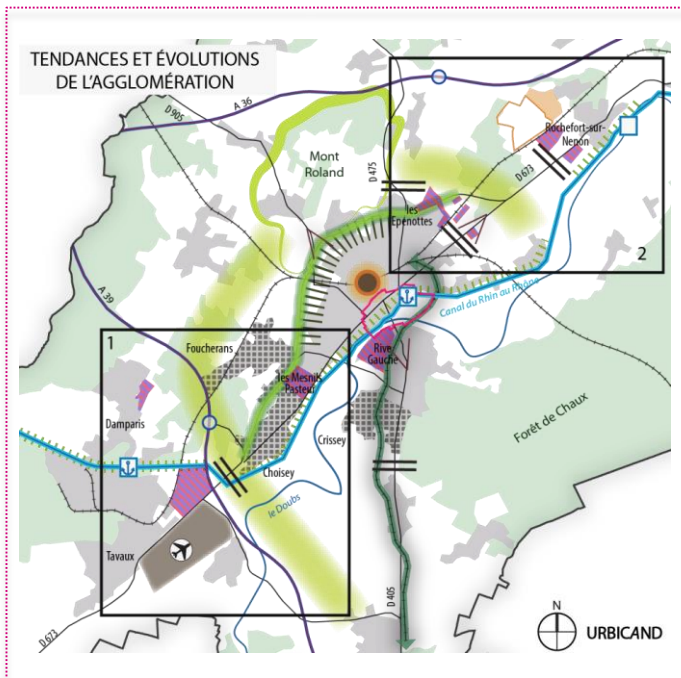 TENDANCES ET ÉVOLUTIONS
DE L'AGGLOMÉRATION
A 36
D 905
Mont
Roland
D 475
Rochefort-sur-
Nenon
D 673
les
Epenottes
2
A 39
Canal du Rhin au Rhône
1
Foucherans
Rive
Gauche
les Mesnils
Pasteur
Damparis
Forêt de Chaux
Crissey
Choisey
le Doubs
Tavaux
D 405
D 673
N
URBICAND